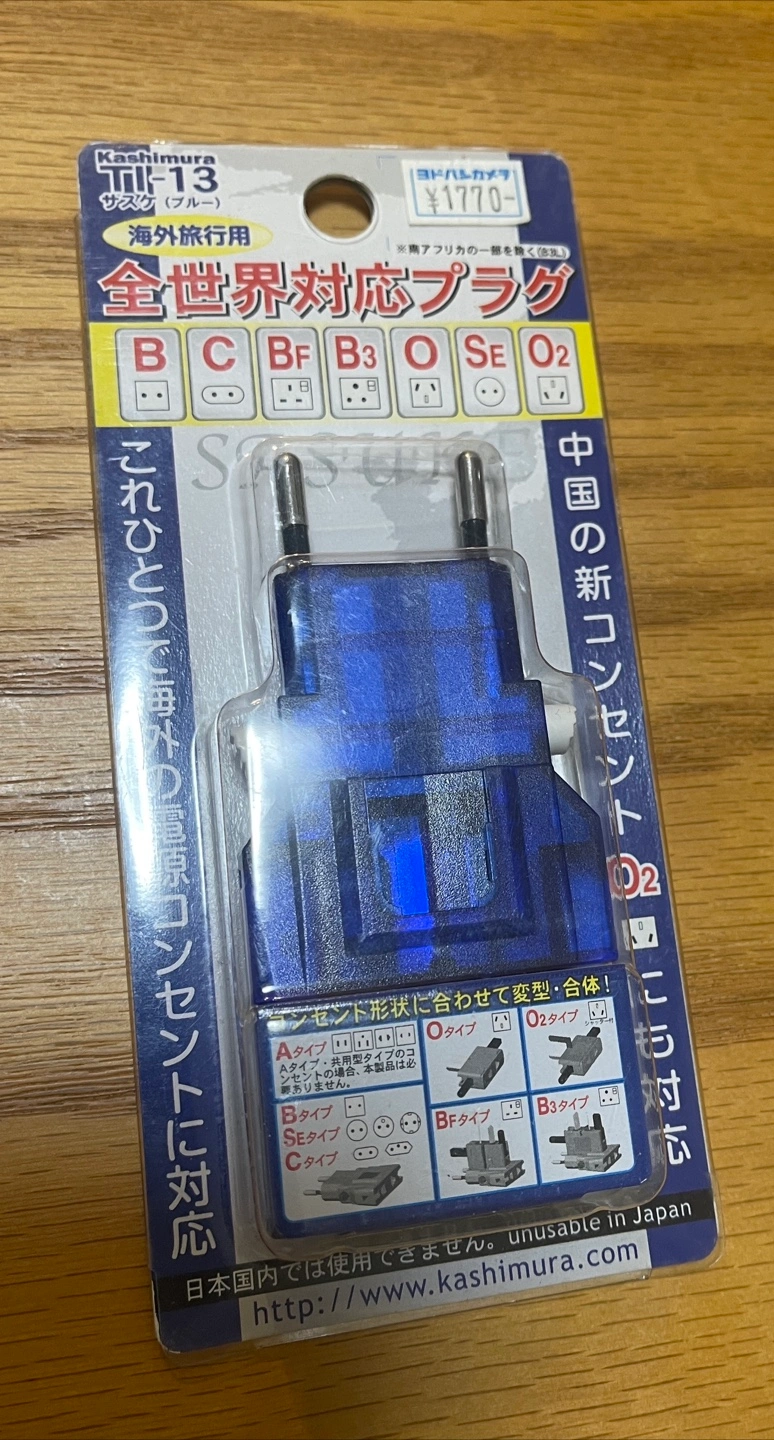 Kashimura
TII-13
サスケ (ブルー)
ヨドバシカメラ
¥1770-
海外旅行用
※南アフリカの一部を除く(B3L)
全世界対応プラグ
B
C
BF
B3
O
SE
O2
SASUKE
これひとつで海外の電源コンセントに対応
中国の新コンセントO2にも対応
コンセント形状に合わせて変型・合体!
Aタイプ
Aタイプ・共用型タイプのコ
ンセントの場合、本製品は必
要ありません。
Oタイプ
O2タイプ
シャッター付
Bタイプ
SEタイプ
Cタイプ
BFタイプ
B3タイプ
日本国内では使用できません。unusable in Japan
http://www.kashimura.com